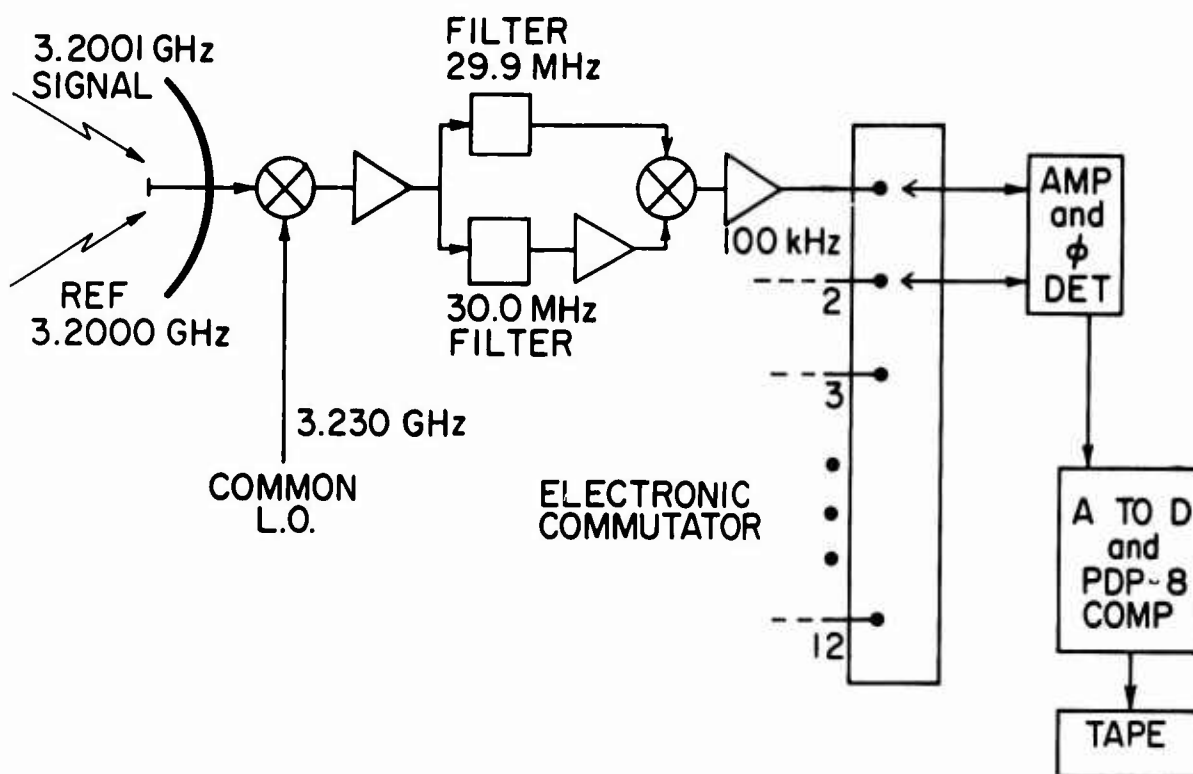 3.2001 GHz
SIGNAL
REF
3.2000 GHz
3.230 GHz
COMMON
L.O.
FILTER
29.9 MHz
30.0 MHz
FILTER
100 kHz
2
3
12
ELECTRONIC
COMMUTATOR
AMP
and
ϕ
DET
A TO D
and
PDP-8
COMP
TAPE